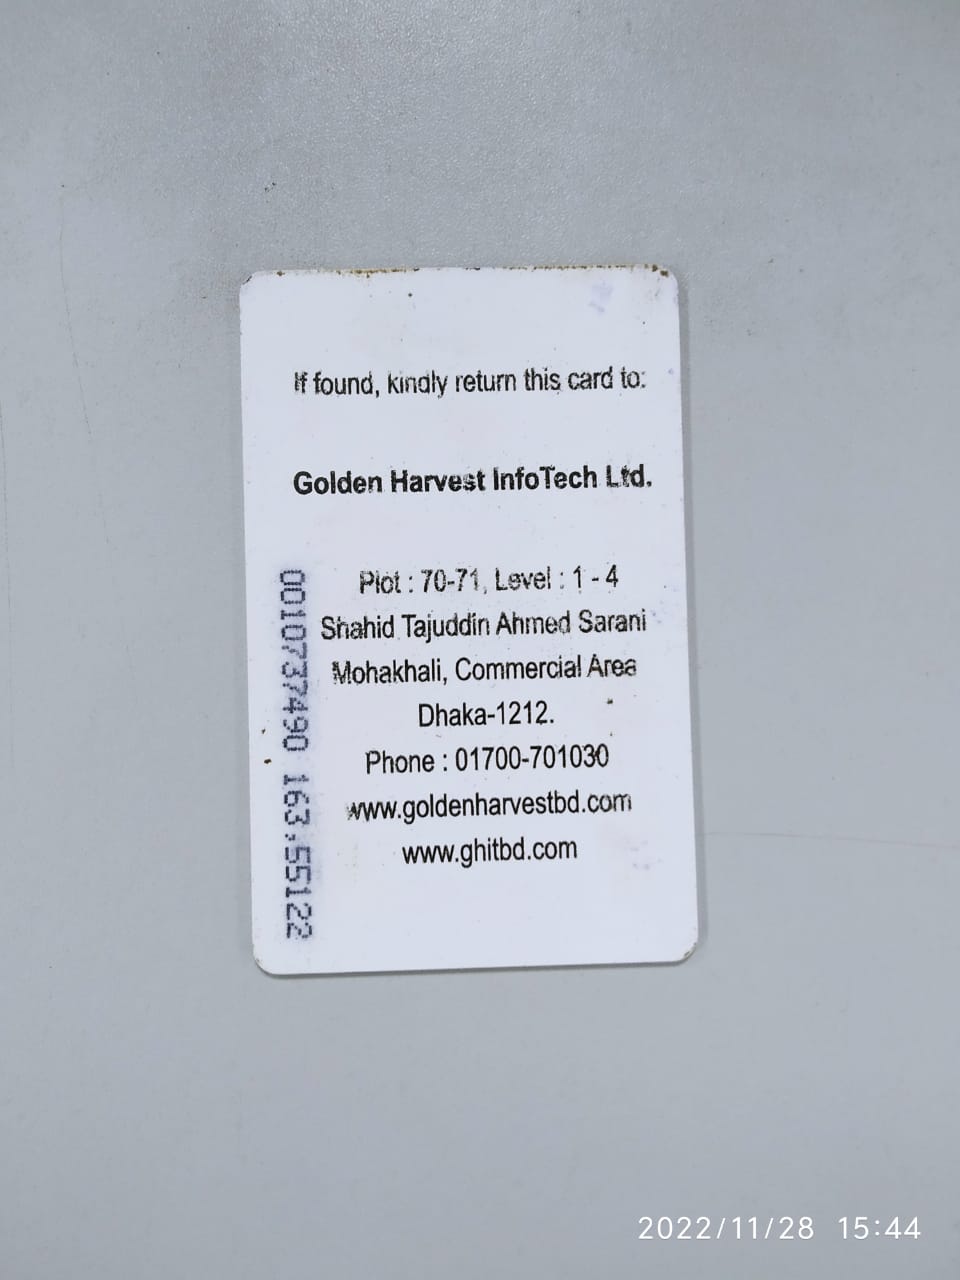 If found, kindly return this card to:
Golden Harvest InfoTech Ltd.
Plot : 70-71, Level : 1 - 4
Shahid Tajuddin Ahmed Sarani
Mohakhali, Commercial Area
Dhaka-1212.
Phone : 01700-701030
www.goldenharvestbd.com
www.ghitbd.com
0010737490 163,55122
2022/11/28 15:44